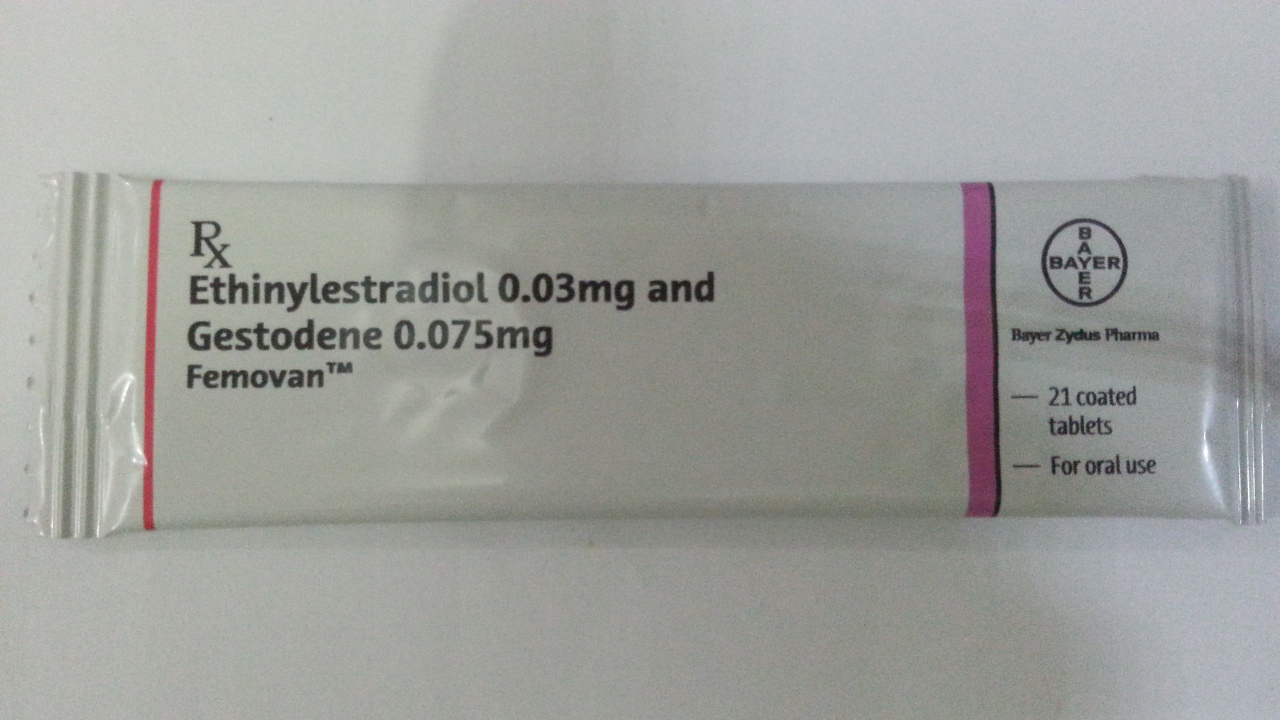 Rx
Ethinylestradiol 0.03mg and
Gestodene 0.075mg
Femovan™
BAYER
BAYER
Bayer Zydus Pharma
— 21 coated
tablets
— For oral use